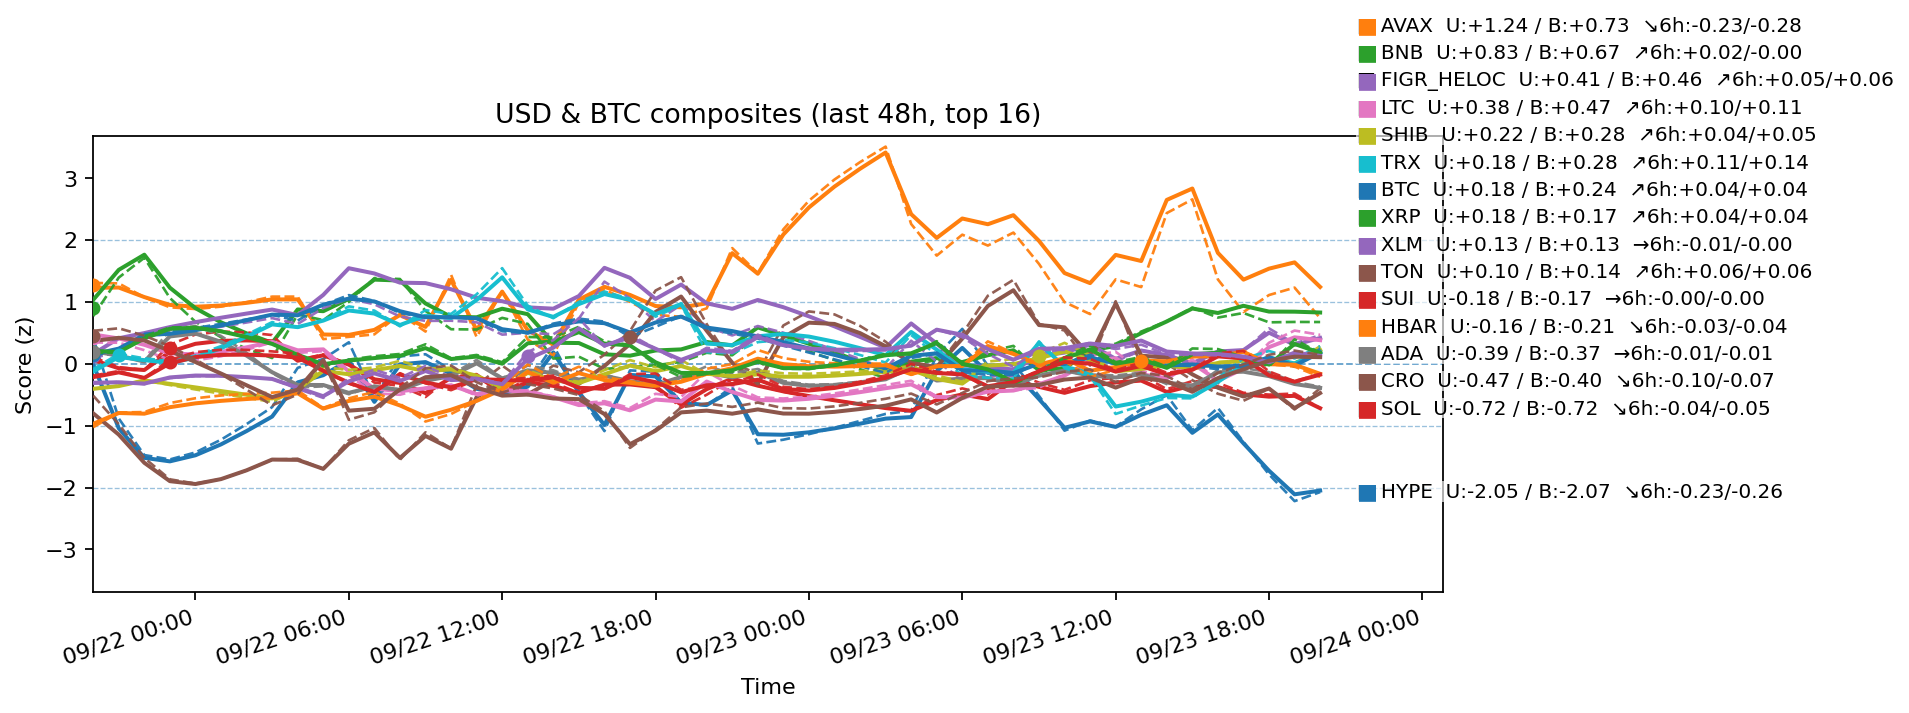 USD & BTC composites (last 48h, top 16)
AVAX U:+1.24 / B:+0.73 ↘6h:-0.23/-0.28
BNB U:+0.83 / B:+0.67 ↗6h:+0.02/-0.00
FIGR_HELOC U:+0.41 / B:+0.46 ↗6h:+0.05/+0.06
LTC U:+0.38 / B:+0.47 ↗6h:+0.10/+0.11
SHIB U:+0.22 / B:+0.28 ↗6h:+0.04/+0.05
TRX U:+0.18 / B:+0.28 ↗6h:+0.11/+0.14
BTC U:+0.18 / B:+0.24 ↗6h:+0.04/+0.04
XRP U:+0.18 / B:+0.17 ↗6h:+0.04/+0.04
XLM U:+0.13 / B:+0.13 →6h:-0.01/-0.00
TON U:+0.10 / B:+0.14 ↗6h:+0.06/+0.06
SUI U:-0.18 / B:-0.17 →6h:-0.00/-0.00
HBAR U:-0.16 / B:-0.21 ↘6h:-0.03/-0.04
ADA U:-0.39 / B:-0.37 →6h:-0.01/-0.01
CRO U:-0.47 / B:-0.40 ↘6h:-0.10/-0.07
SOL U:-0.72 / B:-0.72 ↘6h:-0.04/-0.05
HYPE U:-2.05 / B:-2.07 ↘6h:-0.23/-0.26
Score (z)
3
2
1
0
−1
−2
−3
09/22 00:00
09/22 06:00
09/22 12:00
09/22 18:00
09/23 00:00
09/23 06:00
09/23 12:00
09/23 18:00
09/24 00:00
Time